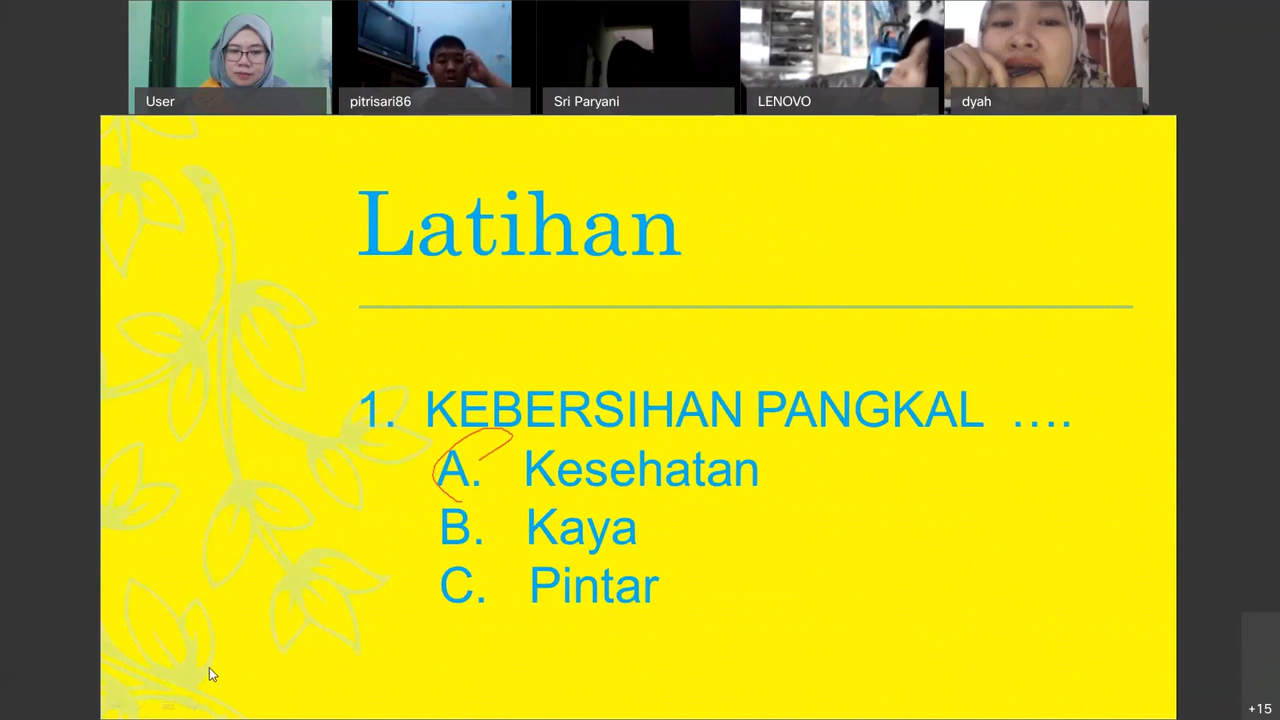 User
pitrisari86
Sri Paryani
LENOVO
dyah
Latihan
1. KEBERSIHAN PANGKAL ....
A. Kesehatan
B. Kaya
C. Pintar
+15